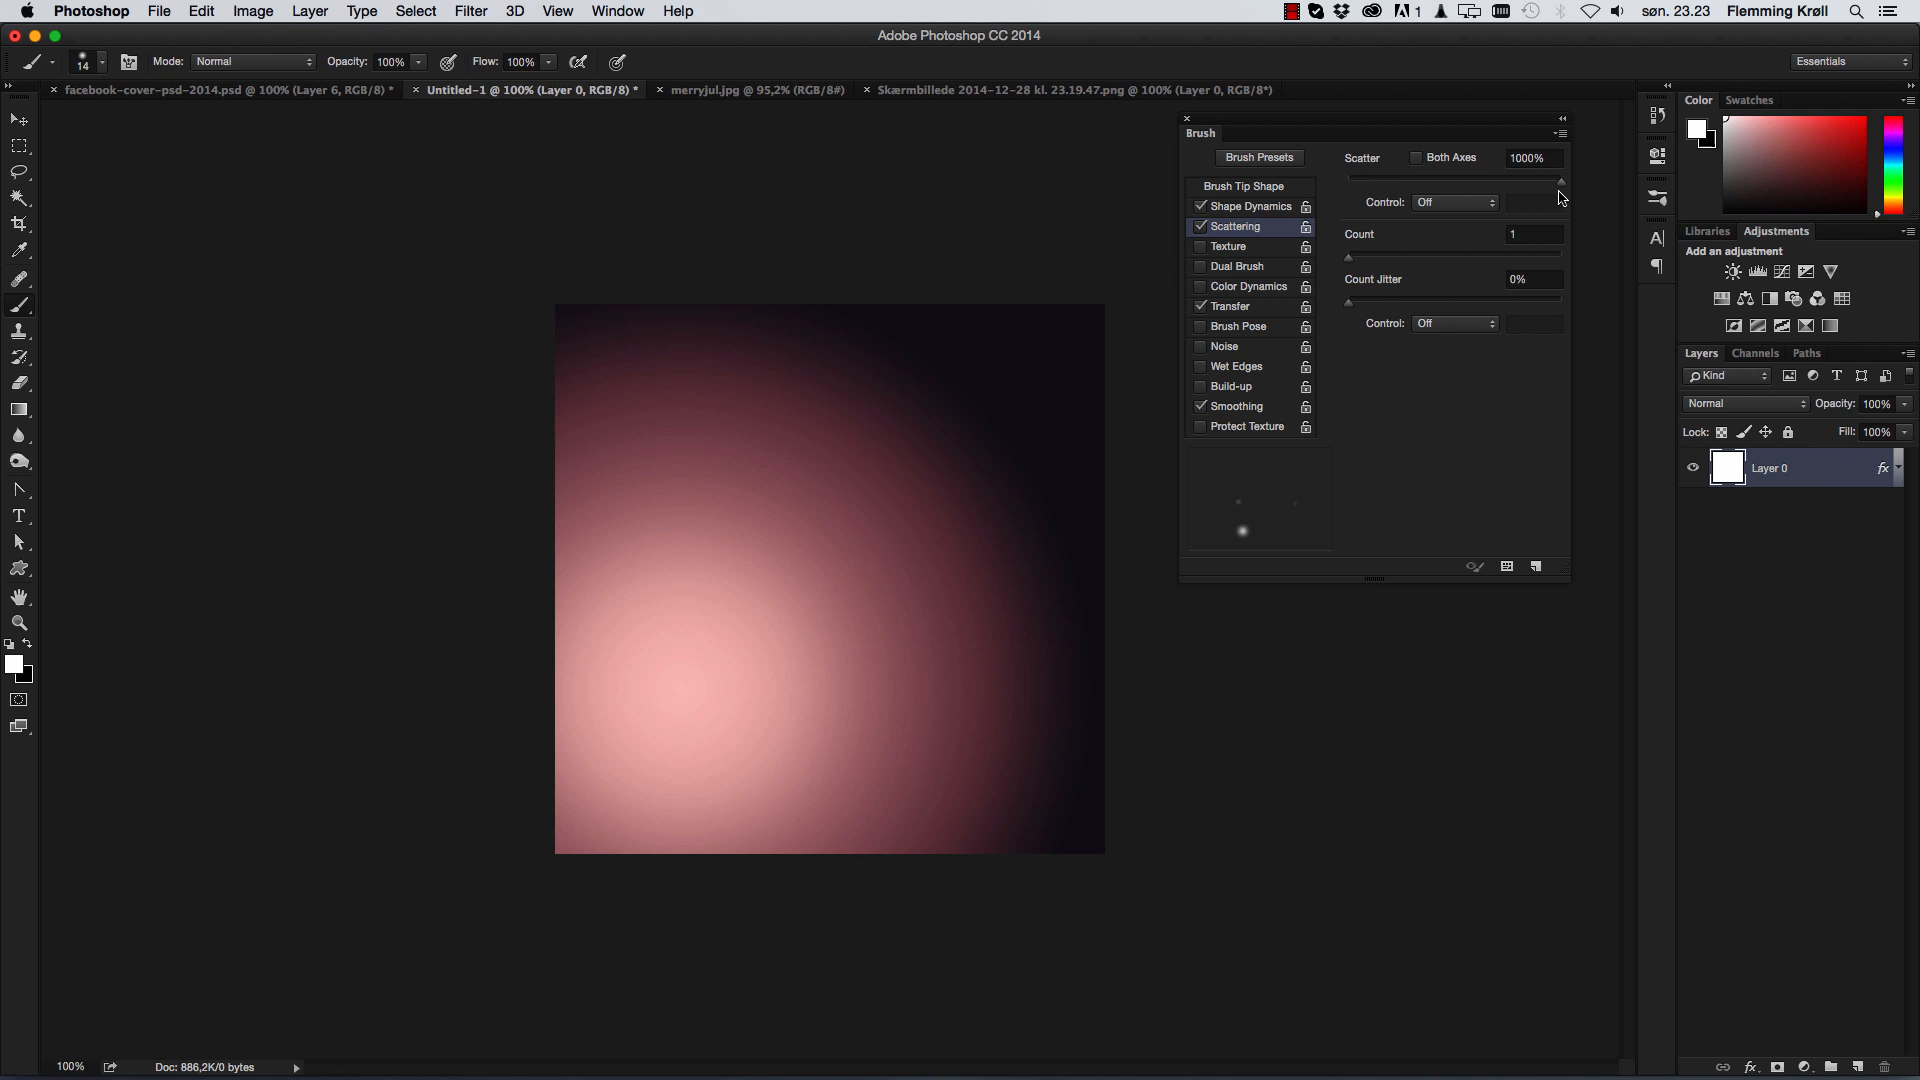 Photoshop File Edit Image Layer Type Select Filter 3D View Window Help 1 søn. 23.23 Flemming Krøll
Adobe Photoshop CC 2014
14 Mode: Normal Opacity: 100% Flow: 100% Essentials
facebook-cover-psd-2014.psd @ 100% (Layer 6, RGB/8) * Untitled-1 @ 100% (Layer 0, RGB/8) * merryjul.jpg @ 95,2% (RGB/8#) Skærmbillede 2014-12-28 kl. 23.19.47.png @ 100% (Layer 0, RGB/8*)
Brush
Brush Presets
Brush Tip Shape
Shape Dynamics
Scattering
Texture
Dual Brush
Color Dynamics
Transfer
Brush Pose
Noise
Wet Edges
Build-up
Smoothing
Protect Texture
Scatter Both Axes 1000%
Control: Off
Count 1
Count Jitter 0%
Control: Off
Color Swatches
Libraries Adjustments
Add an adjustment
Layers Channels Paths
Kind
Normal Opacity: 100%
Lock: Fill: 100%
Layer 0 fx
100% Doc: 886,2K/0 bytes
fx